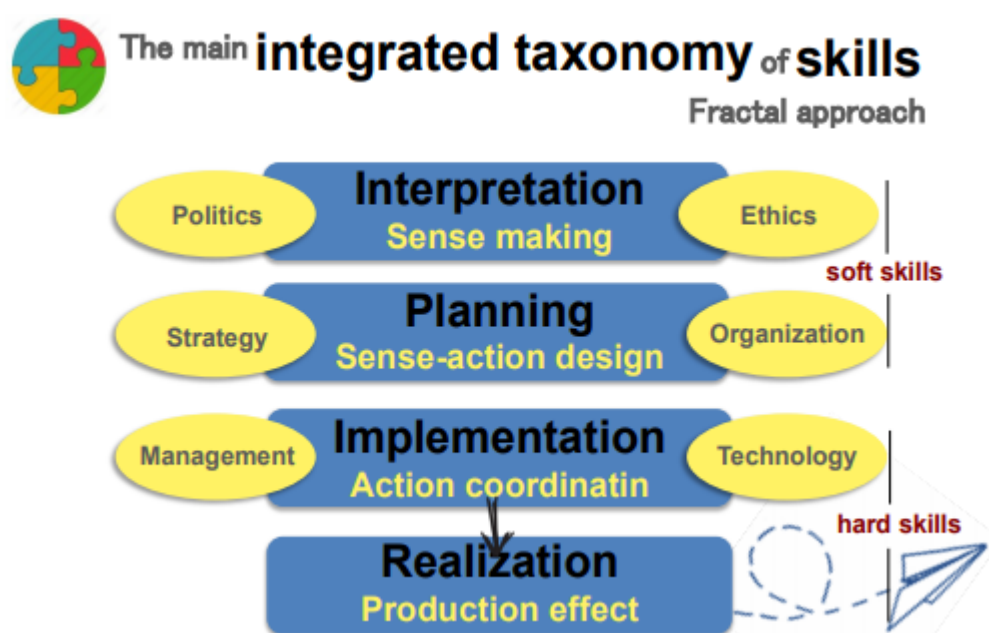 The main integrated taxonomy of skills
Fractal approach
Politics
Interpretation
Sense making
Ethics
soft skills
Strategy
Planning
Sense-action design
Organization
Management
Implementation
Action coordinatin
Technology
hard skills
Realization
Production effect